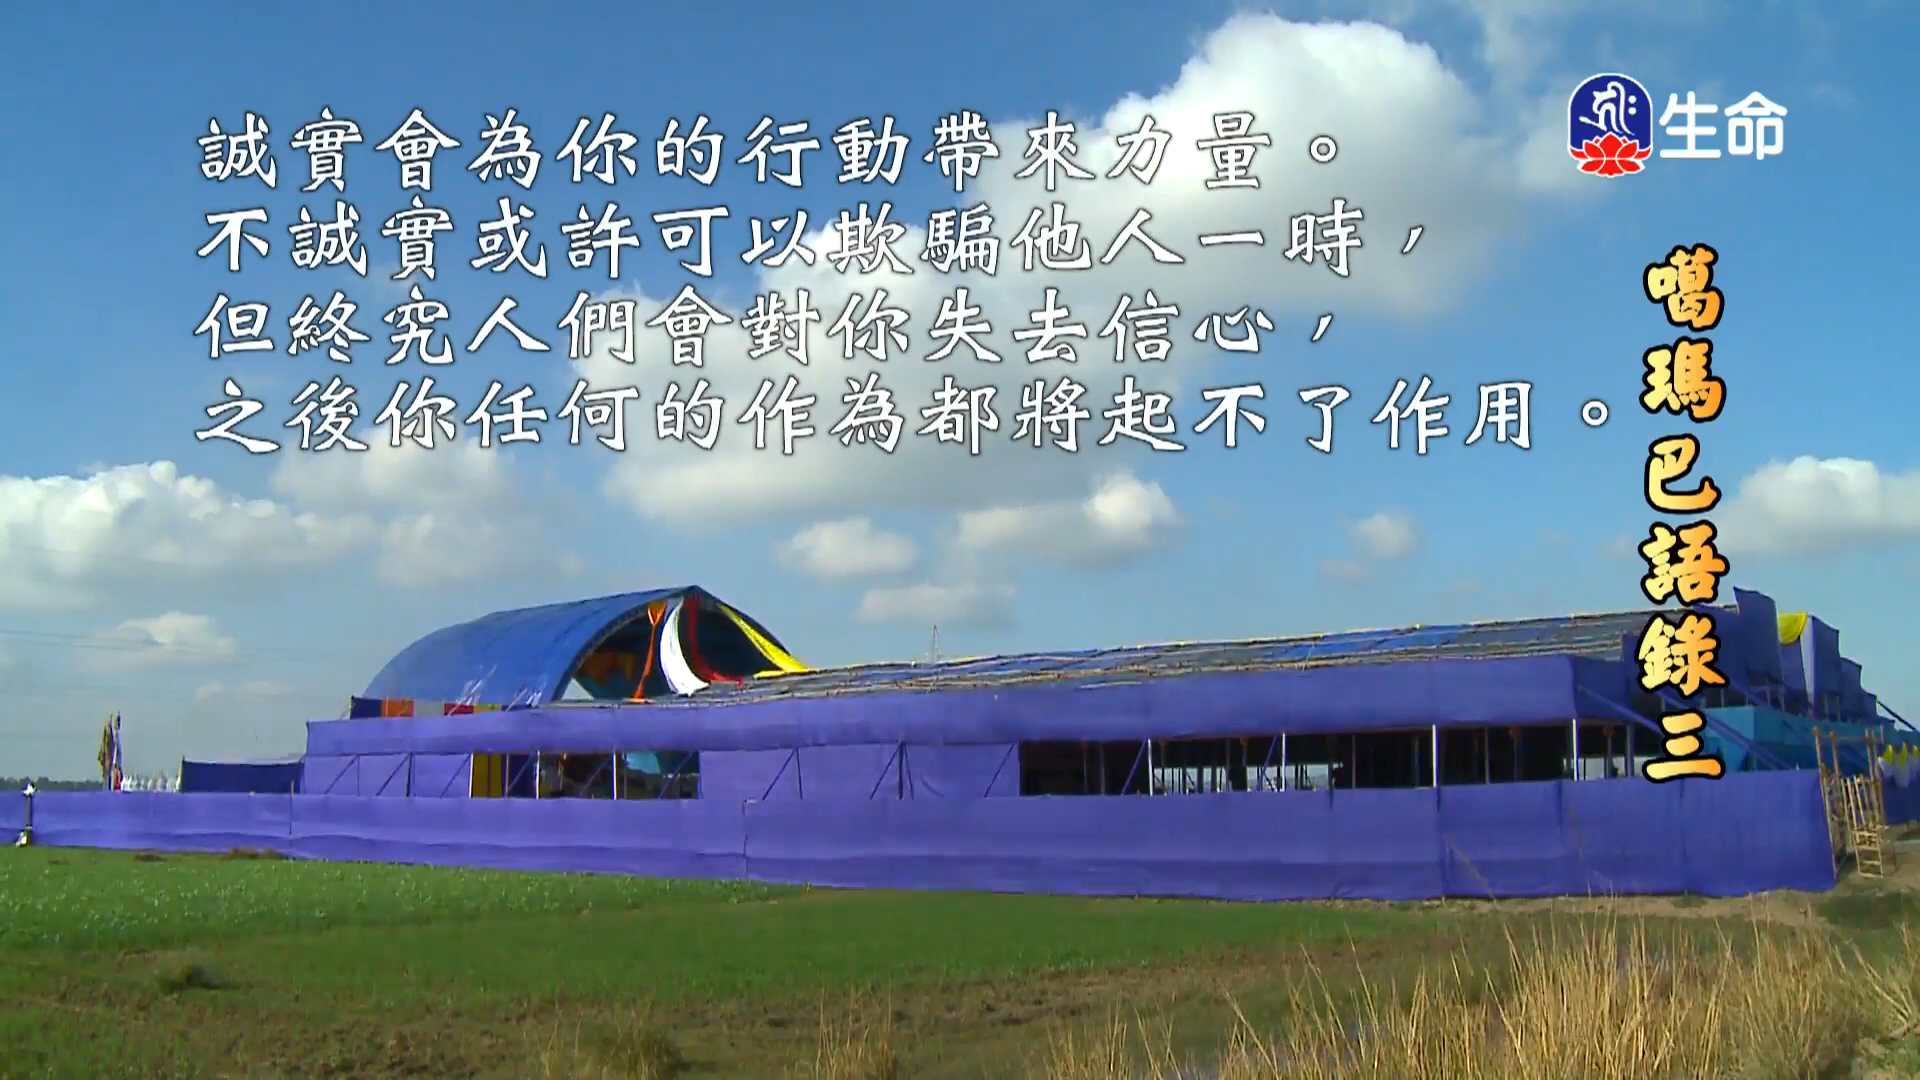 誠實會為你的行動帶來力量。
不誠實或許可以欺騙他人一時，
但終究人們會對你失去信心，
之後你任何的作為都將起不了作用。
生命
噶瑪巴語錄三